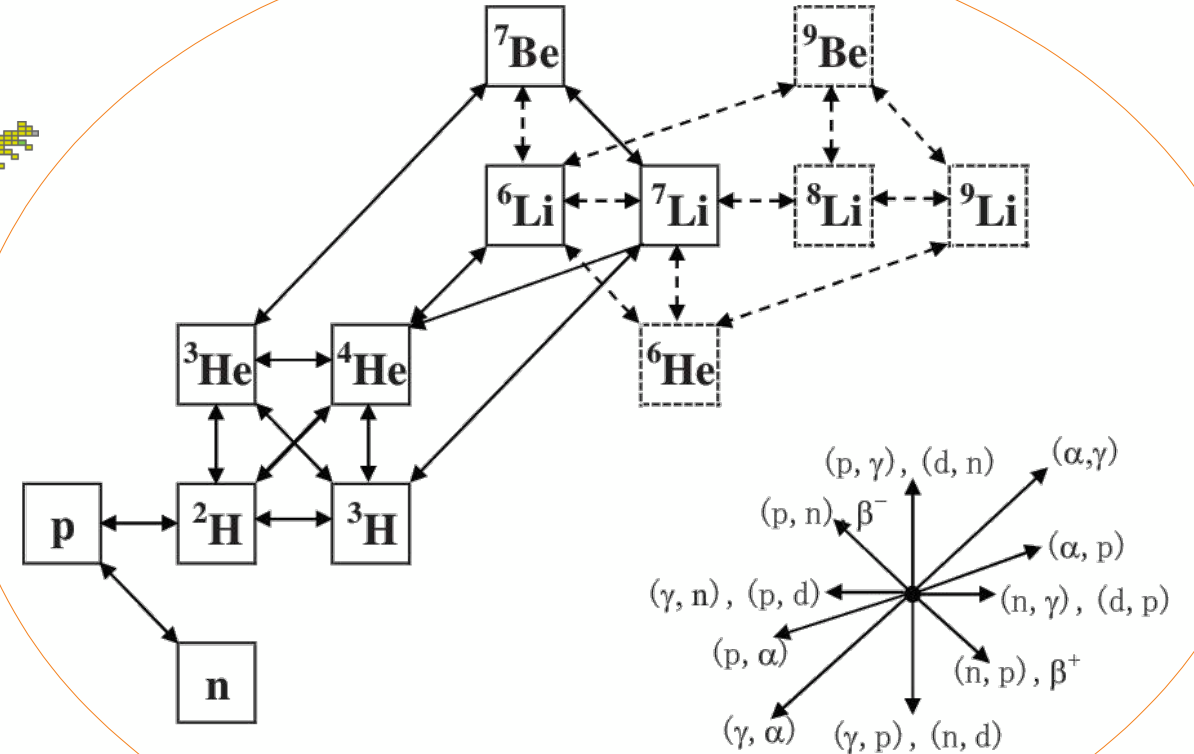 ⁷Be ⁹Be
⁶Li ⁷Li ⁸Li ⁹Li
³He ⁴He ⁶He
p ²H ³H
n
(p, γ) , (d, n)
(α,γ)
(p, n), β⁻
(α, p)
(γ, n) , (p, d)
(n, γ) , (d, p)
(p, α)
(n, p) , β⁺
(γ, α)
(γ, p) , (n, d)